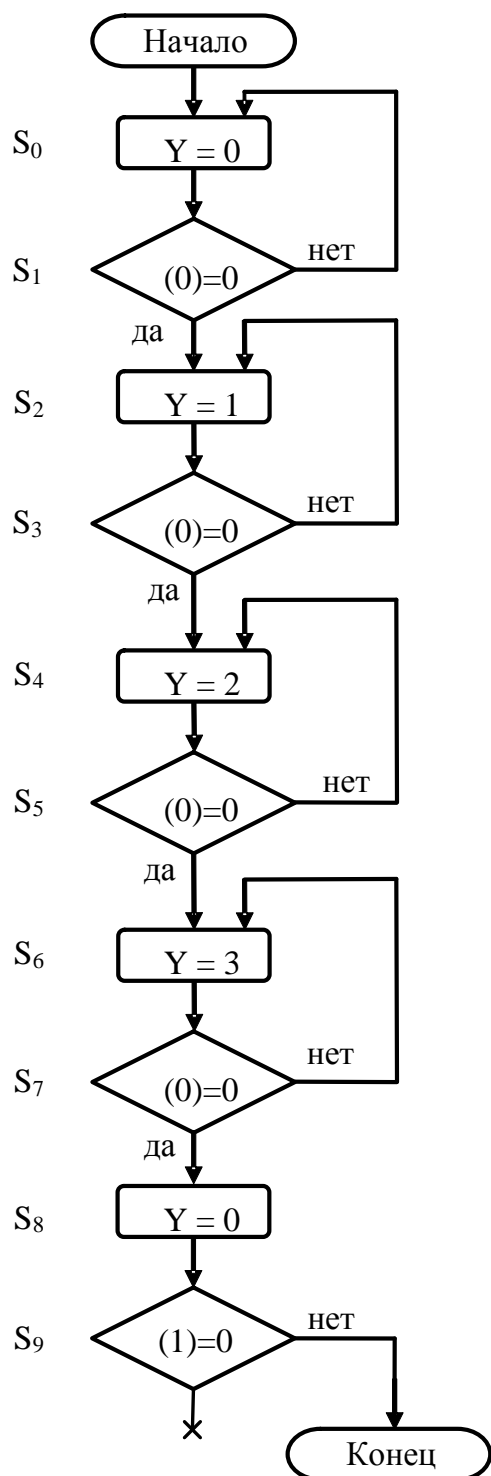 Начало
S₀ Y = 0
нет
S₁ (0)=0
да
S₂ Y = 1
нет
S₃ (0)=0
да
S₄ Y = 2
нет
S₅ (0)=0
да
S₆ Y = 3
нет
S₇ (0)=0
да
S₈ Y = 0
нет
S₉ (1)=0
Конец